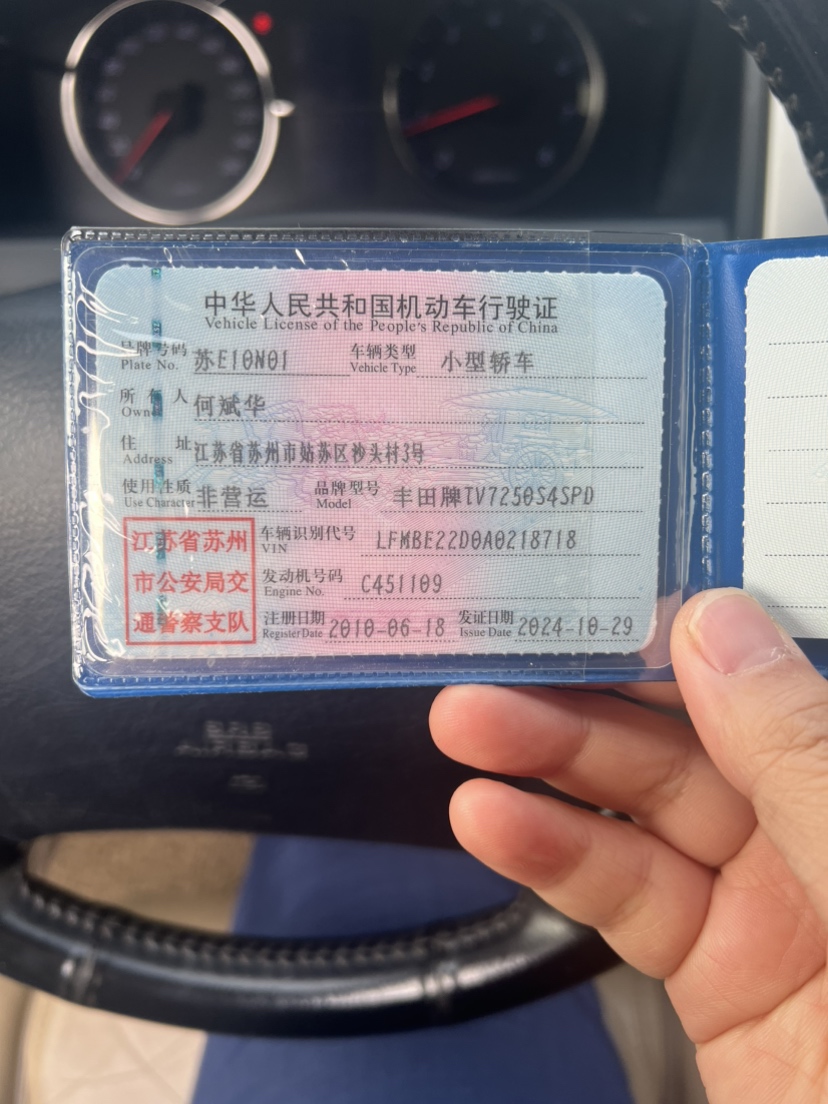 中华人民共和国机动车行驶证
Vehicle License of the People's Republic of China
号牌号码 苏E10N01 车辆类型 小型轿车
Plate No. Vehicle Type
所 有 人 何斌华
Owner
住 址 江苏省苏州市姑苏区沙头村3号
Address
使用性质 非营运 品牌型号 丰田牌TV7250S4SPD
Use Character Model
江苏省苏州
市公安局交
通警察支队
车辆识别代号 LFMBE22D0A0218718
VIN
发动机号码 C451109
Engine No.
注册日期 2010-06-18 发证日期 2024-10-29
Register Date Issue Date